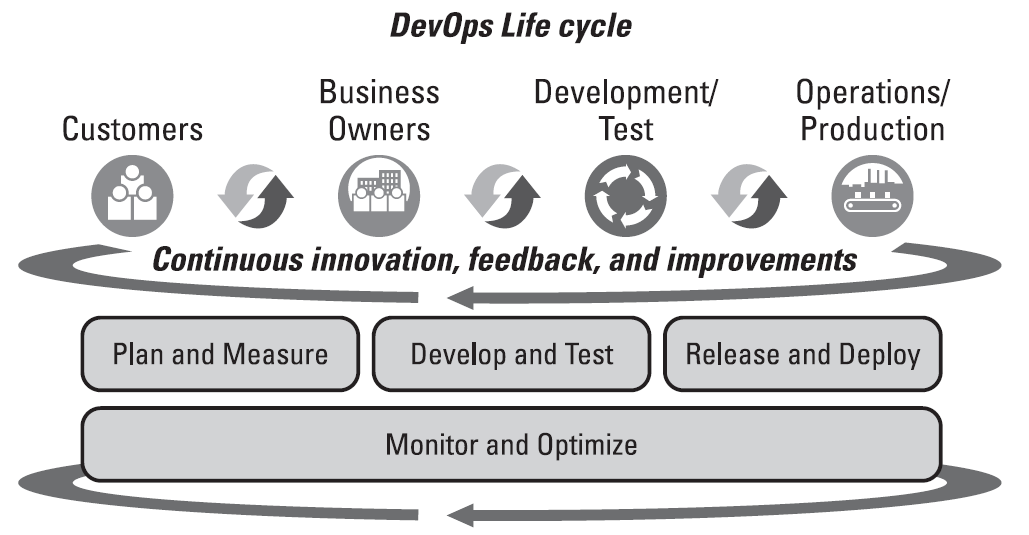 DevOps Life cycle
Customers
Business
Owners
Development/
Test
Operations/
Production
Continuous innovation, feedback, and improvements
Plan and Measure
Develop and Test
Release and Deploy
Monitor and Optimize